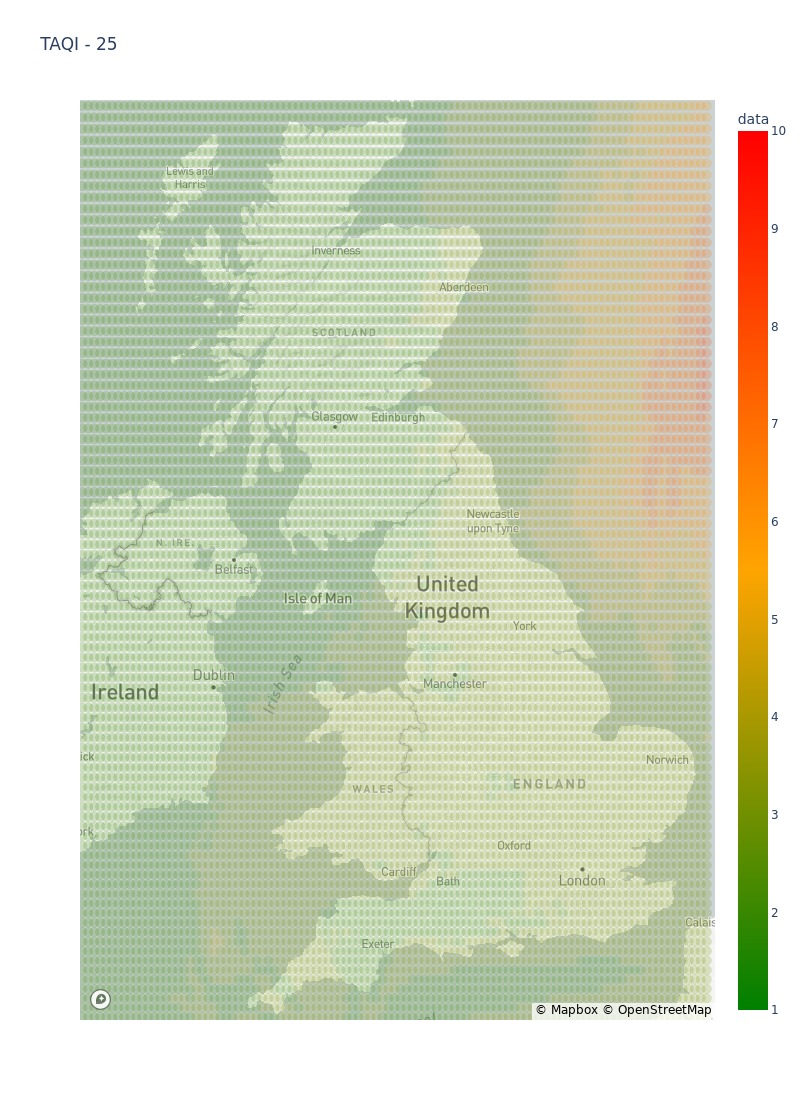 TAQI - 25
data
10
9
8
7
6
5
4
3
2
1
Lewis and
Harris
Inverness
Aberdeen
SCOTLAND
Glasgow
Edinburgh
Newcastle
upon Tyne
N. IRE.
Belfast
Isle of Man
United
Kingdom
York
Irish Sea
Dublin
Manchester
Ireland
ick
Norwich
WALES
ENGLAND
rk
Oxford
Cardiff
Bath
London
Calais
Exeter
© Mapbox © OpenStreetMap